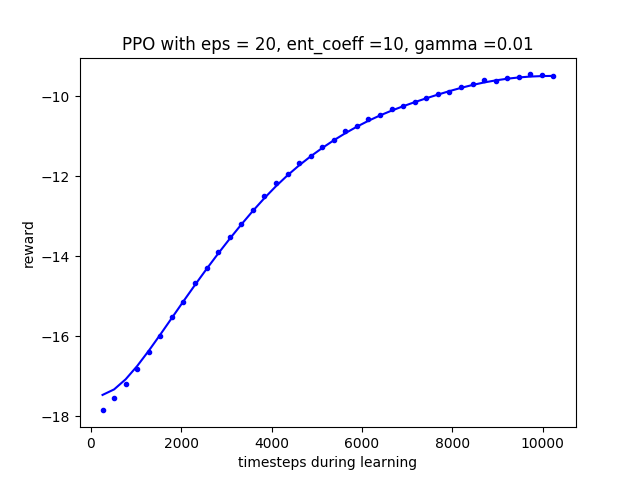 PPO with eps = 20, ent_coeff =10, gamma =0.01
−10
−12
−14
−16
−18
reward
0 2000 4000 6000 8000 10000
timesteps during learning